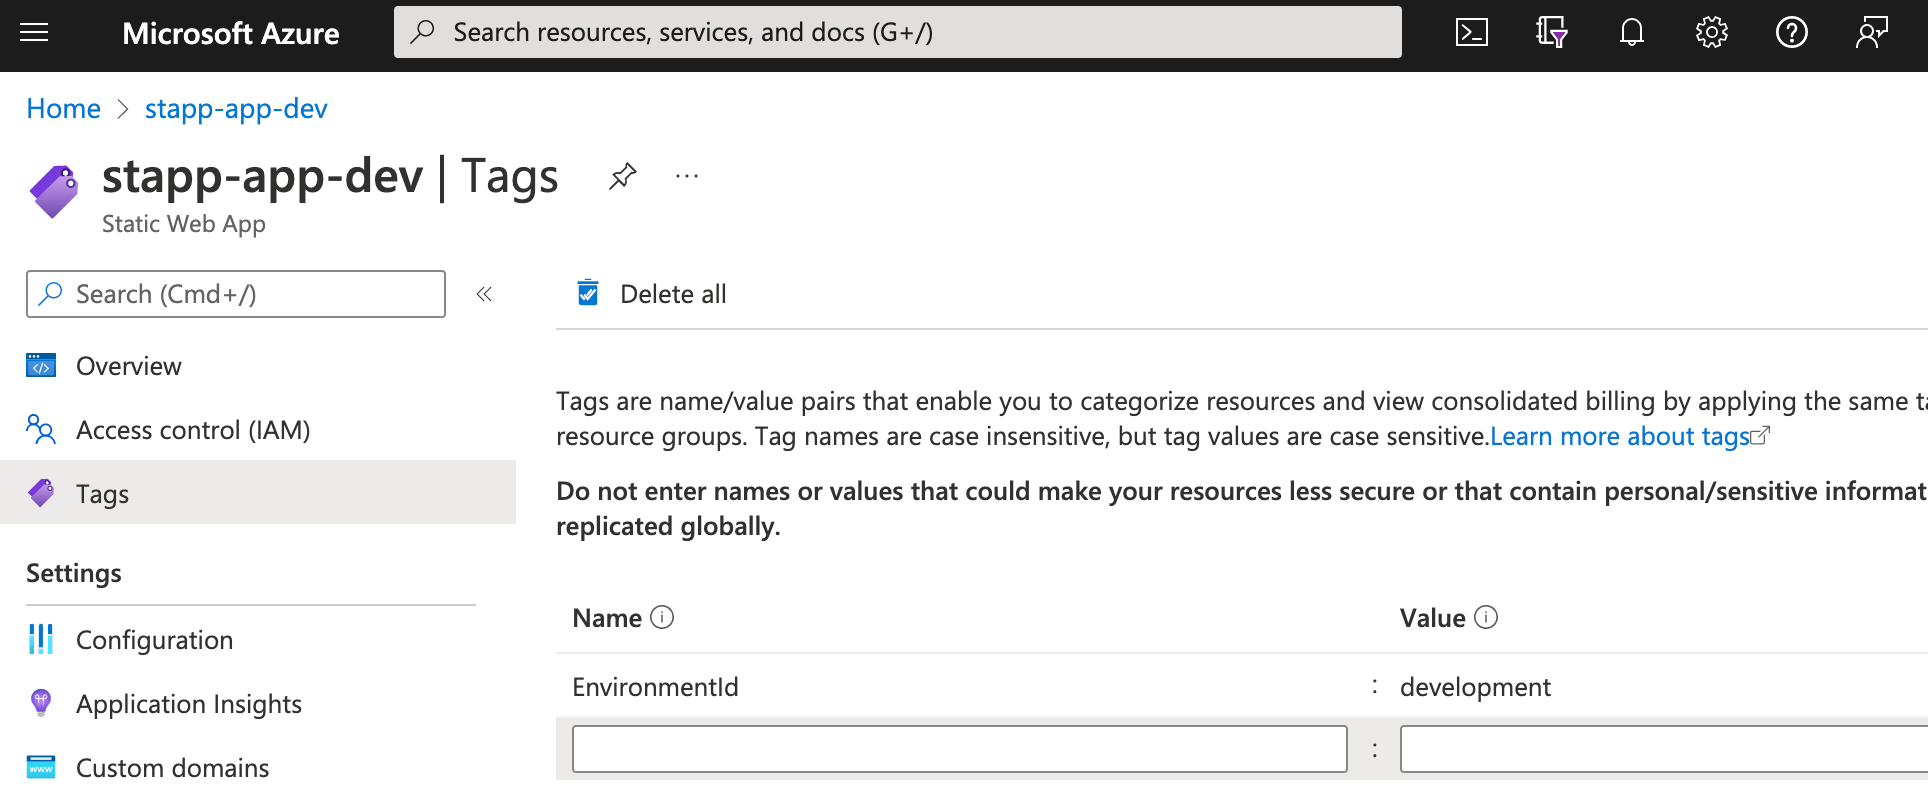 Microsoft Azure
Search resources, services, and docs (G+/)
Home > stapp-app-dev
stapp-app-dev | Tags
Static Web App
Search (Cmd+/)
Delete all
Overview
Access control (IAM)
Tags
Settings
Configuration
Application Insights
Custom domains
www
Tags are name/value pairs that enable you to categorize resources and view consolidated billing by applying the same
resource groups. Tag names are case insensitive, but tag values are case sensitive.Learn more about tags
Do not enter names or values that could make your resources less secure or that contain personal/sensitive informat
replicated globally.
Name Value
EnvironmentId : development
: